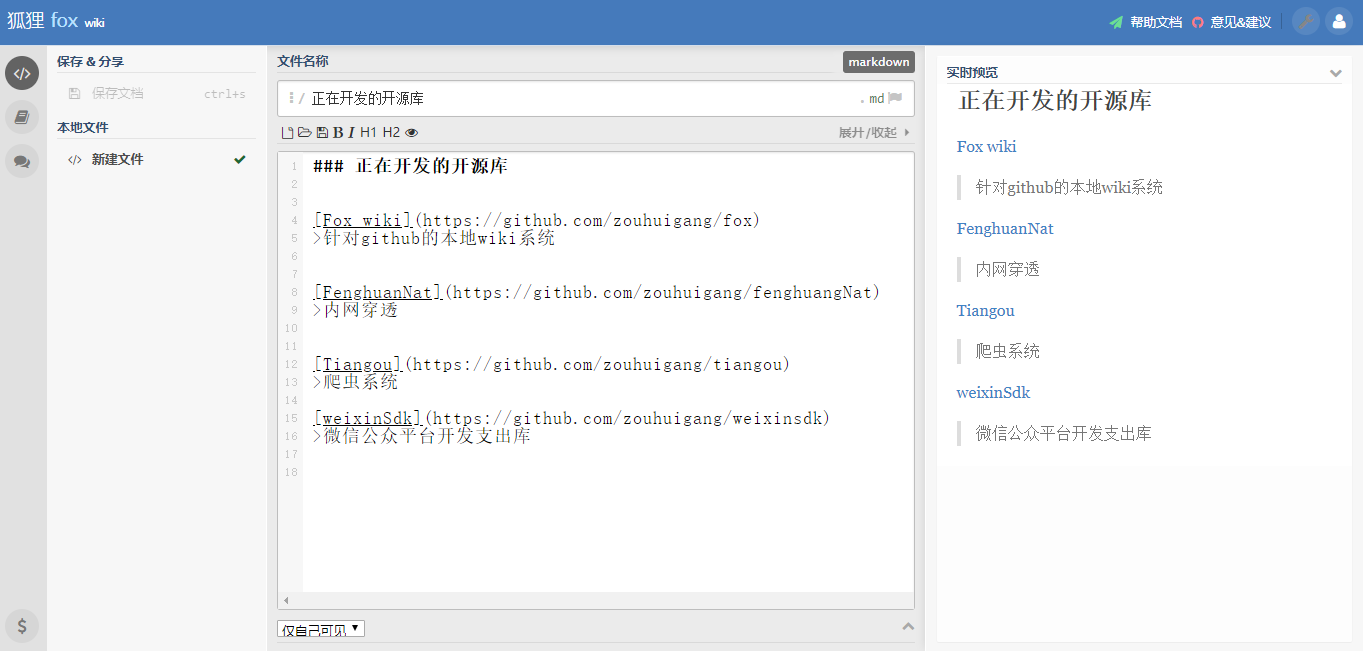 狐狸 fox wiki
帮助文档 意见&建议
保存 & 分享
保存文档 ctrl+s
本地文件
</> 新建文件
文件名称 markdown
/ 正在开发的开源库 . md
B I H1 H2 展开/收起
1 ### 正在开发的开源库
2
3
4 [Fox wiki](https://github.com/zouhuigang/fox)
5 >针对github的本地wiki系统
6
7
8 [FenghuanNat](https://github.com/zouhuigang/fenghuangNat)
9 >内网穿透
10
11
12 [Tiangou](https://github.com/zouhuigang/tiangou)
13 >爬虫系统
14
15 [weixinSdk](https://github.com/zouhuigang/weixinsdk)
16 >微信公众平台开发支出库
17
18
仅自己可见
$
实时预览
正在开发的开源库
Fox wiki
针对github的本地wiki系统
FenghuanNat
内网穿透
Tiangou
爬虫系统
weixinSdk
微信公众平台开发支出库